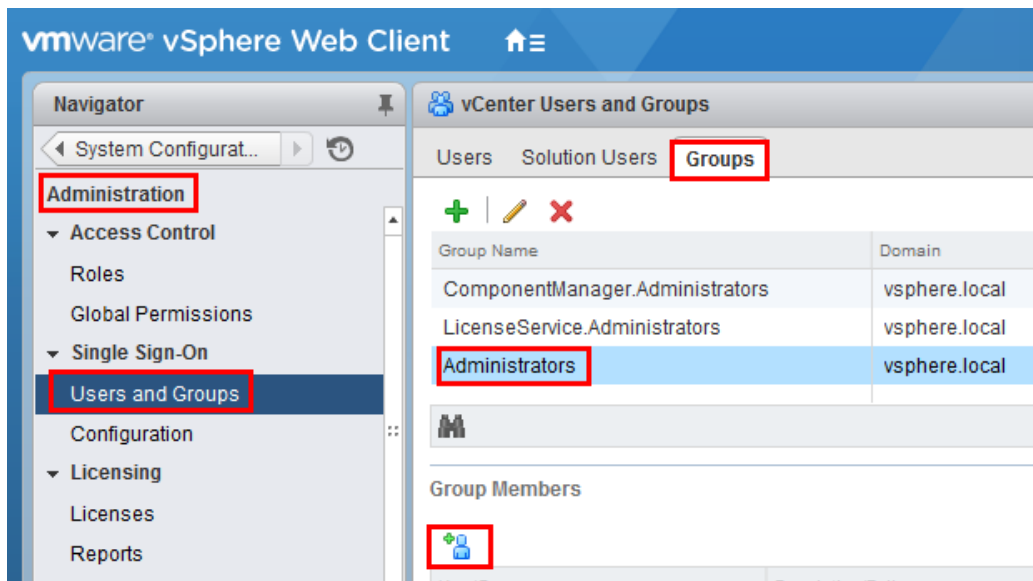 vmware® vSphere Web Client
Navigator
System Configurat...
Administration
Access Control
Roles
Global Permissions
Single Sign-On
Users and Groups
Configuration
Licensing
Licenses
Reports
vCenter Users and Groups
Users Solution Users Groups
Group Name Domain
ComponentManager.Administrators vsphere.local
LicenseService.Administrators vsphere.local
Administrators vsphere.local
Group Members